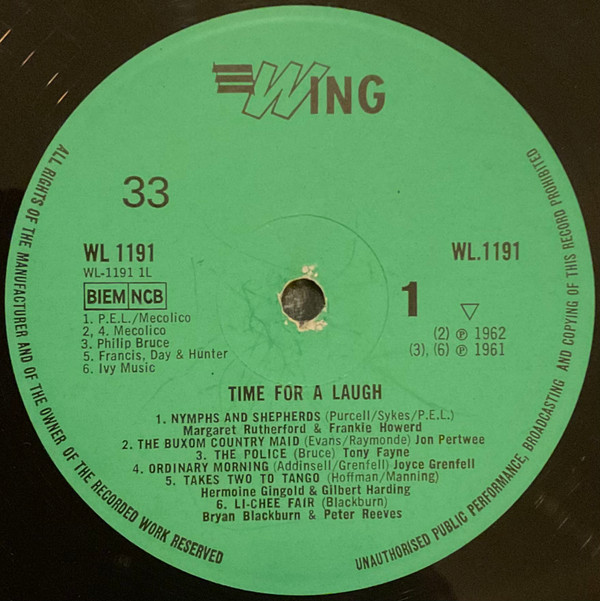 WING
33
WL 1191
WL-1191 1L
BIEM NCB
1. P.E.L./Mecolico
2, 4. Mecolico
3. Philip Bruce
5. Francis, Day & Hunter
6. Ivy Music
WL.1191
1
(2) ℗ 1962
(3), (6) ℗ 1961
TIME FOR A LAUGH
1. NYMPHS AND SHEPHERDS (Purcell/Sykes/P.E.L.)
Margaret Rutherford & Frankie Howerd
2. THE BUXOM COUNTRY MAID (Evans/Raymonde) Jon Pertwee
3. THE POLICE (Bruce) Tony Fayne
4. ORDINARY MORNING (Addinsell/Grenfell) Joyce Grenfell
5. TAKES TWO TO TANGO (Hoffman/Manning)
Hermoine Gingold & Gilbert Harding
6. LI-CHEE FAIR (Blackburn)
Bryan Blackburn & Peter Reeves
ALL RIGHTS OF THE MANUFACTURER AND OF THE OWNER OF THE RECORDED WORK RESERVED
UNAUTHORISED PUBLIC PERFORMANCE, BROADCASTING AND COPYING OF THIS RECORD PROHIBITED